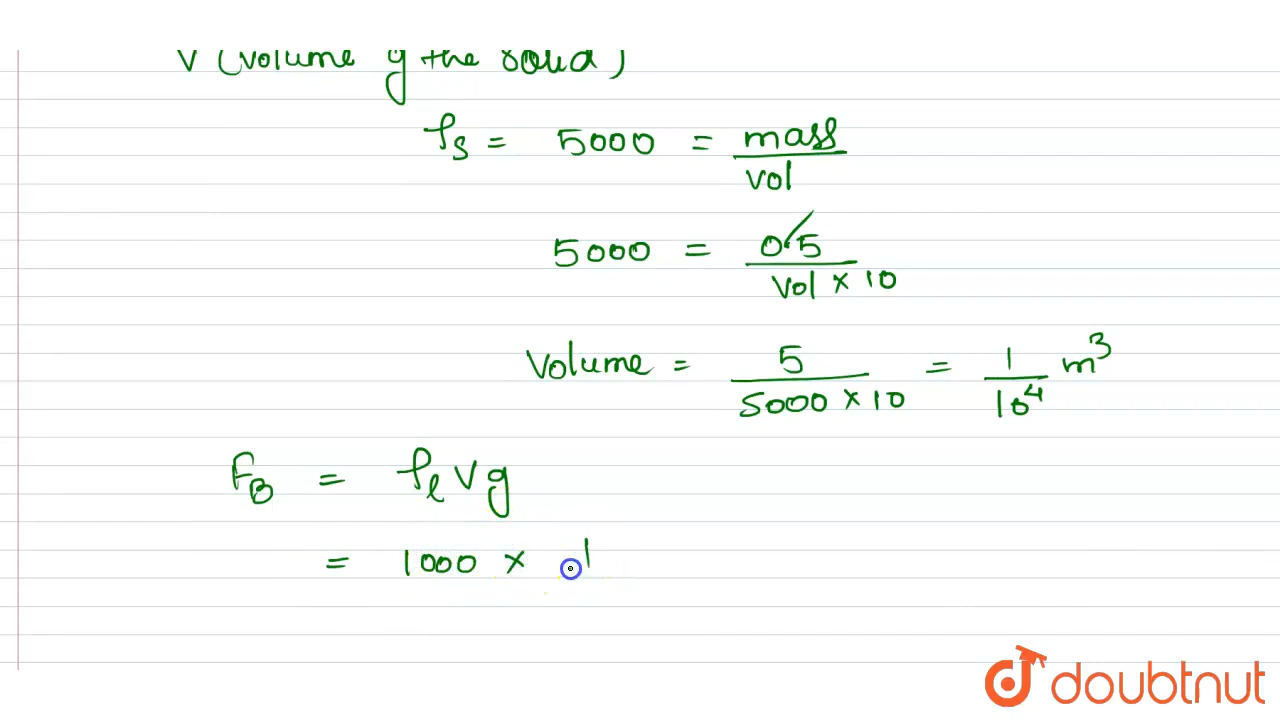 V (volume of the solid)
ρs = 5000 = mass/vol
5000 = 0.5/vol × 10
Volume = 5/5000 × 10 = 1/10⁴ m³
FB = ρl V g
= 1000 ×
doubtnut